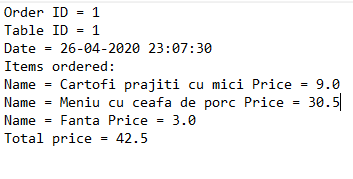 Order ID = 1
Table ID = 1
Date = 26-04-2020 23:07:30
Items ordered:
Name = Cartofi prajiti cu mici Price = 9.0
Name = Meniu cu ceafa de porc Price = 30.5
Name = Fanta Price = 3.0
Total price = 42.5